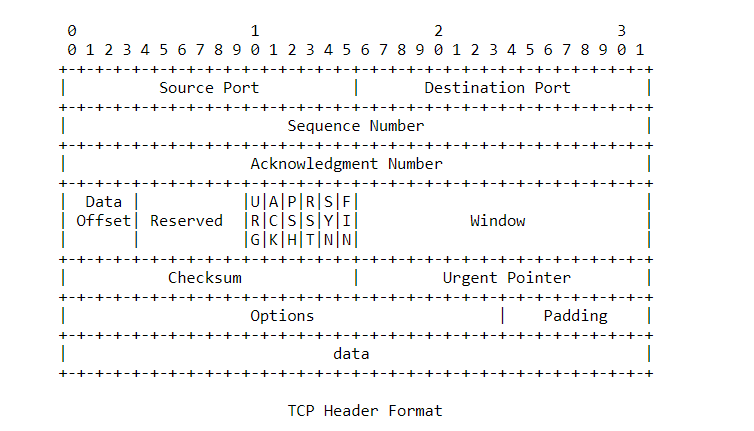 0                   1                   2                   3
 0 1 2 3 4 5 6 7 8 9 0 1 2 3 4 5 6 7 8 9 0 1 2 3 4 5 6 7 8 9 0 1
+-+-+-+-+-+-+-+-+-+-+-+-+-+-+-+-+-+-+-+-+-+-+-+-+-+-+-+-+-+-+-+-+
|          Source Port          |       Destination Port        |
+-+-+-+-+-+-+-+-+-+-+-+-+-+-+-+-+-+-+-+-+-+-+-+-+-+-+-+-+-+-+-+-+
|                        Sequence Number                        |
+-+-+-+-+-+-+-+-+-+-+-+-+-+-+-+-+-+-+-+-+-+-+-+-+-+-+-+-+-+-+-+-+
|                    Acknowledgment Number                      |
+-+-+-+-+-+-+-+-+-+-+-+-+-+-+-+-+-+-+-+-+-+-+-+-+-+-+-+-+-+-+-+-+
|  Data |           |U|A|P|R|S|F|                               |
| Offset| Reserved  |R|C|S|S|Y|I|            Window             |
|       |           |G|K|H|T|N|N|                               |
+-+-+-+-+-+-+-+-+-+-+-+-+-+-+-+-+-+-+-+-+-+-+-+-+-+-+-+-+-+-+-+-+
|           Checksum            |         Urgent Pointer        |
+-+-+-+-+-+-+-+-+-+-+-+-+-+-+-+-+-+-+-+-+-+-+-+-+-+-+-+-+-+-+-+-+
|                    Options                    |    Padding    |
+-+-+-+-+-+-+-+-+-+-+-+-+-+-+-+-+-+-+-+-+-+-+-+-+-+-+-+-+-+-+-+-+
|                             data                              |
+-+-+-+-+-+-+-+-+-+-+-+-+-+-+-+-+-+-+-+-+-+-+-+-+-+-+-+-+-+-+-+-+
TCP Header Format